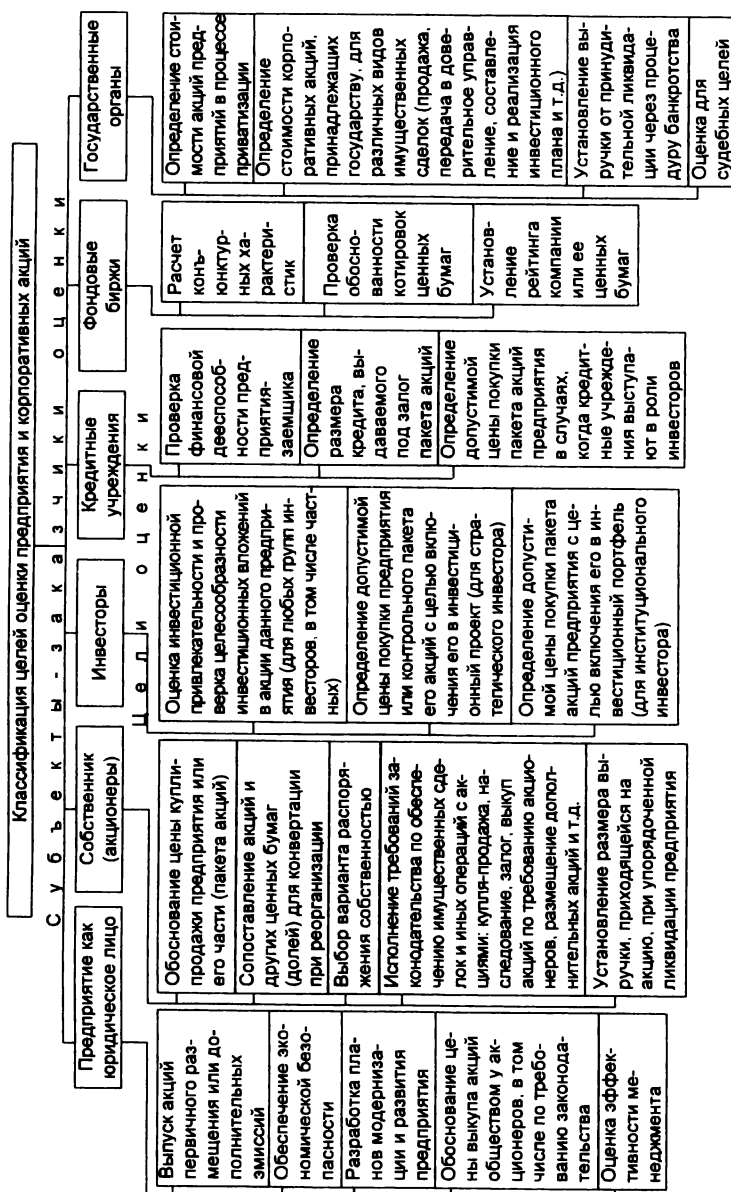 Классификация целей оценки предприятия и корпоративных акций
Субъекты-заказчики оценки
Предприятие как
юридическое лицо
Собственник
(акционеры)
Инвесторы
Кредитные
учреждения
Фондовые
биржи
Государственные
органы
Цели оценки
Выпуск акций
первичного раз-
мещения или до-
полнительных
эмиссий
Обеспечение эко-
номической безо-
пасности
Разработка пла-
нов модерниза-
ции и развития
предприятия
Обоснование це-
ны выкупа акций
обществом у ак-
ционеров, в том
числе по требо-
ванию законода-
тельства
Оценка эффек-
тивности ме-
неджмента
Обоснование цены купли-
продажи предприятия или
его части (пакета акций)
Сопоставление акций и
других ценных бумаг
(долей) для конвертации
при реорганизации
Выбор варианта распоря-
жения собственностью
Исполнение требований за-
конодательства по обеспе-
чению имущественных сде-
лок и иных операций с ак-
циями: купля-продажа, на-
следование, залог, выкуп
акций по требованию акцио-
неров, размещение допол-
нительных акций и т.д.
Установление размера вы-
ручки, приходящейся на
акцию, при упорядоченной
ликвидации предприятия
Оценка инвестиционной
привлекательности и про-
верка целесообразности
инвестиционных вложений
в акции данного предпри-
ятия (для любых групп ин-
весторов, в том числе част-
ных)
Определение допустимой
цены покупки предприятия
или контрольного пакета
его акций с целью вклю-
чения его в инвестици-
онный проект (для стра-
тегического инвестора)
Определение допусти-
мой цены покупки пакета
акций предприятия с це-
лью включения его в ин-
вестиционный портфель
(для институционального
инвестора)
Проверка
финансовой
дееспособ-
ности пред-
приятия-
заемщика
Определение
размера
кредита, вы-
даваемого
под залог
пакета акций
Определение
допустимой
цены покупки
пакета акций
предприятия
в случаях,
когда кредит-
ные учрежде-
ния выступа-
ют в роли
инвесторов
Расчет
конъ-
юнктур-
ных ха-
рактери-
стик
Проверка
обосно-
ванности
котировок
ценных
бумаг
Установ-
ление
рейтинга
компании
или ее
ценных
бумаг
Определение стои-
мости акций пред-
приятий в процессе
приватизации
Определение
стоимости корпо-
ративных акций,
принадлежащих
государству, для
различных видов
имущественных
сделок (продажа,
передача в дове-
рительное управ-
ление, составле-
ние и реализация
инвестиционного
плана и т.д.)
Установление вы-
ручки от принуди-
тельной ликвида-
ции через проце-
дуру банкротства
Оценка для
судебных целей